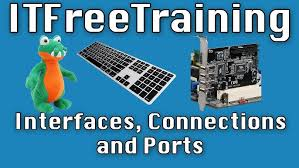 ITFreeTraining
Interfaces, Connections
and Ports